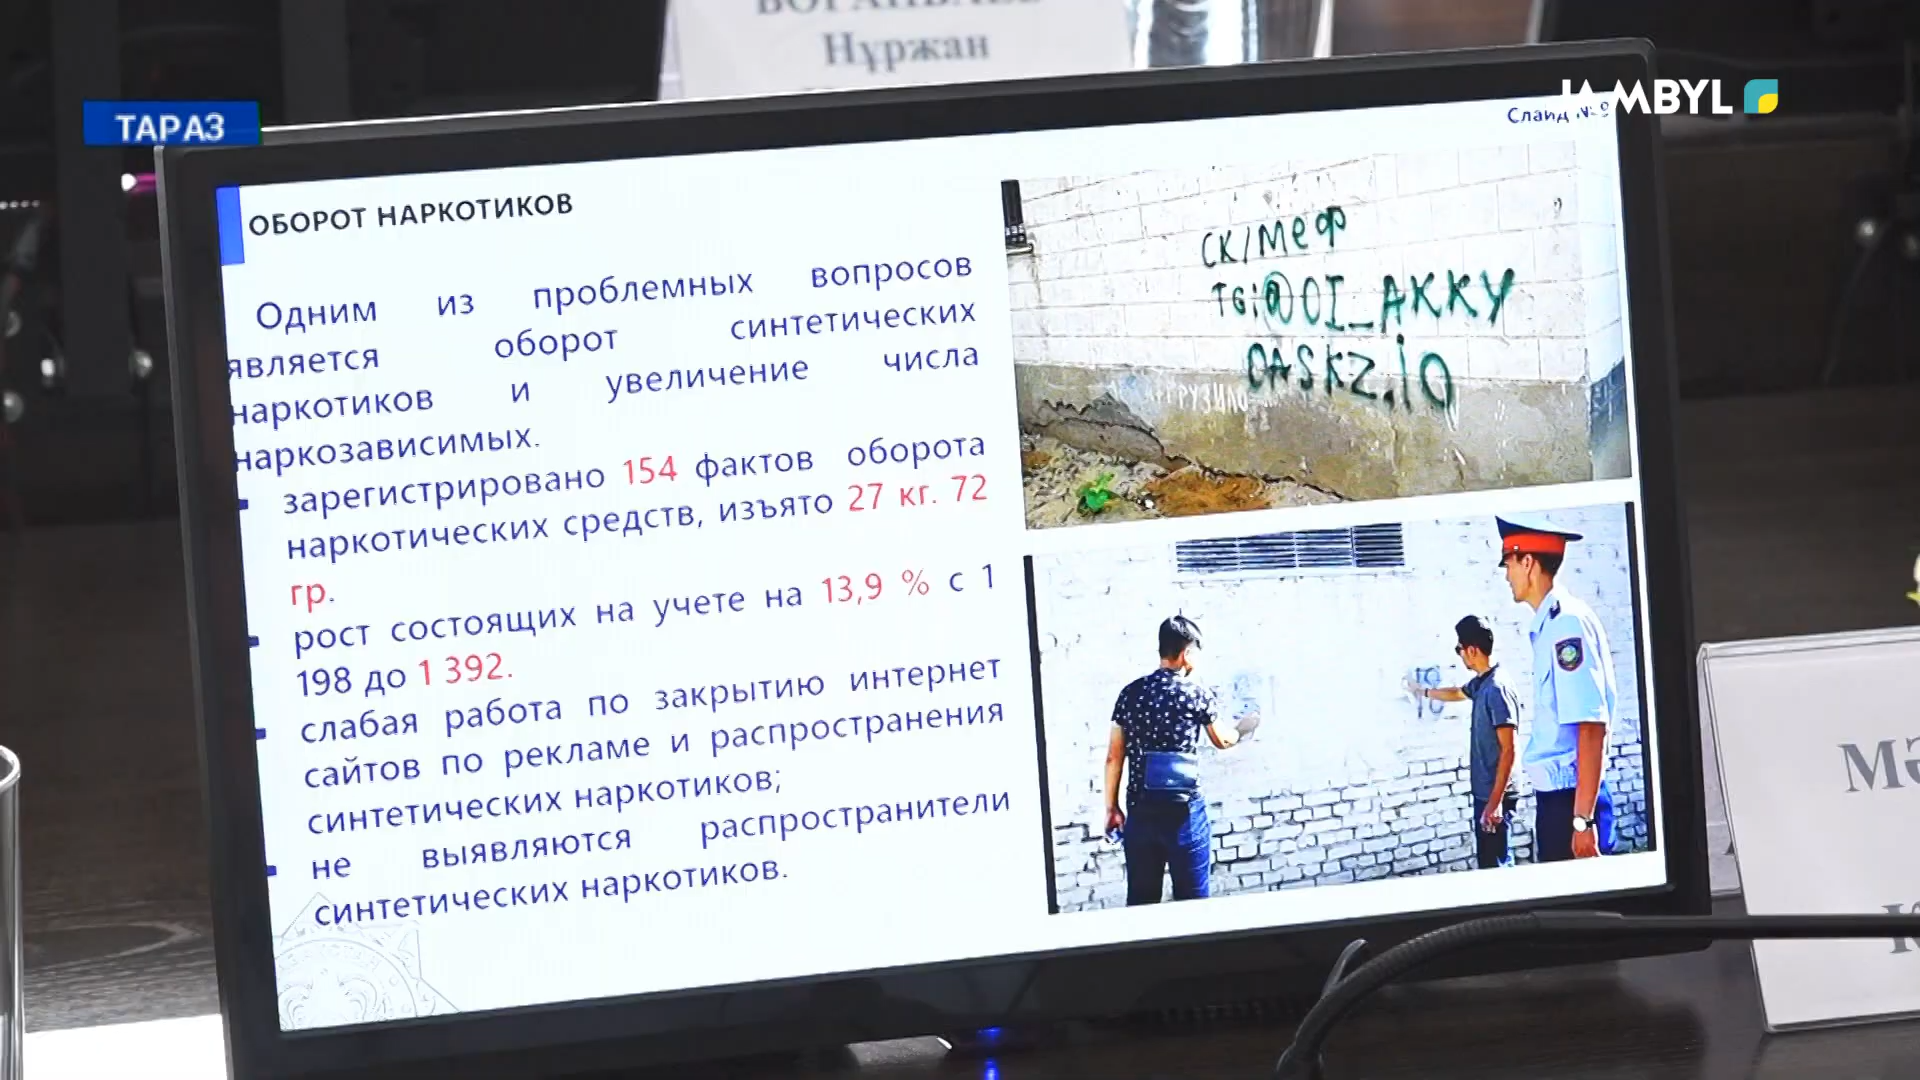 Нұржан
ТАРАЗ
JAMBYL
Слайд №9
ОБОРОТ НАРКОТИКОВ
Одним из проблемных вопросов
является оборот синтетических
наркотиков и увеличение числа
наркозависимых.
зарегистрировано 154 фактов оборота
наркотических средств, изъято 27 кг. 72
гр.
рост состоящих на учете на 13,9 % с 1
198 до 1 392.
слабая работа по закрытию интернет
сайтов по рекламе и распространения
синтетических наркотиков;
не выявляются распространители
синтетических наркотиков.
СК/Меф
TG:@OI_AKKY
OASKZ.iO